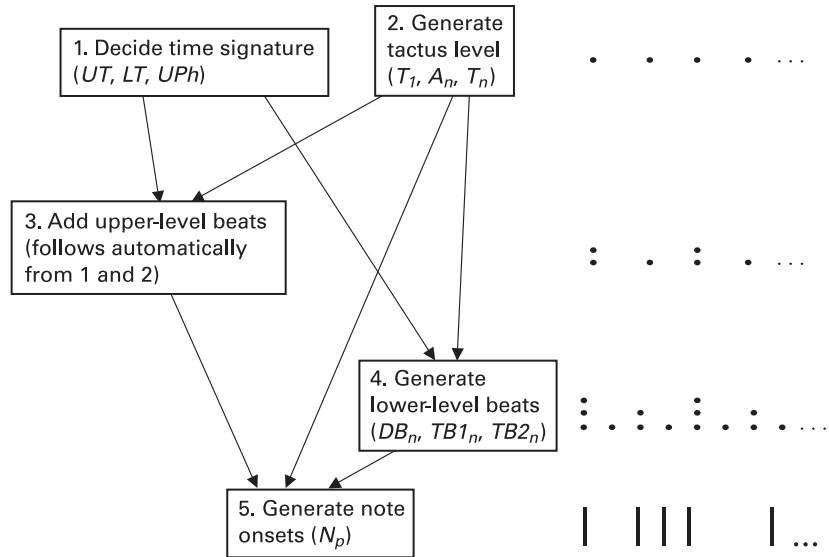 1. Decide time signature
(UT, LT, UPh)
2. Generate
tactus level
(T₁, Aₙ, Tₙ)
...
3. Add upper-level beats
(follows automatically
from 1 and 2)
...
4. Generate
lower-level beats
(DBₙ, TB1ₙ, TB2ₙ)
...
5. Generate note
onsets (Nₚ)
...